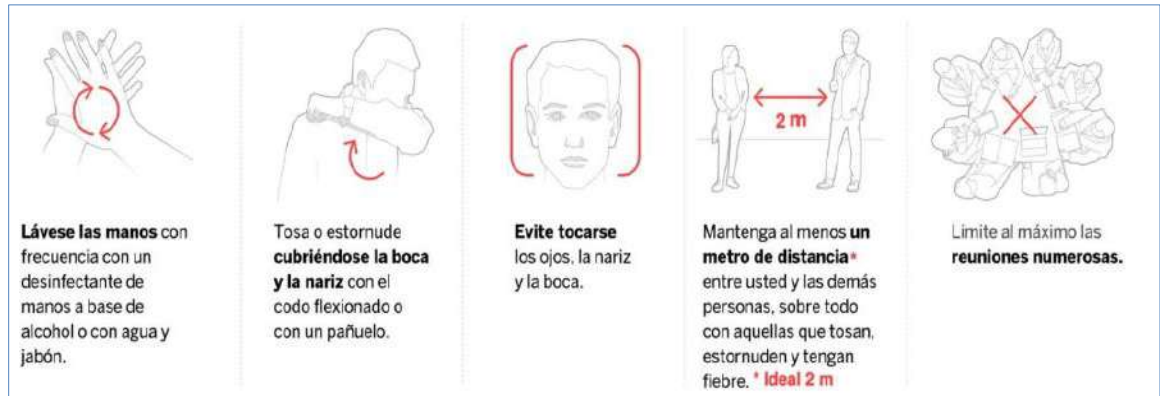 2 m
Lávese las manos con
frecuencia con un
desinfectante de
manos a base de
alcohol o con agua y
jabón.
Tosa o estornude
cubriéndose la boca
y la nariz con el
codo flexionado o
con un pañuelo.
Evite tocarse
los ojos, la nariz
y la boca.
Mantenga al menos un
metro de distancia*
entre usted y las demás
personas, sobre todo
con aquellas que tosan,
estornuden y tengan
fiebre. * Ideal 2 m
Limite al máximo las
reuniones numerosas.